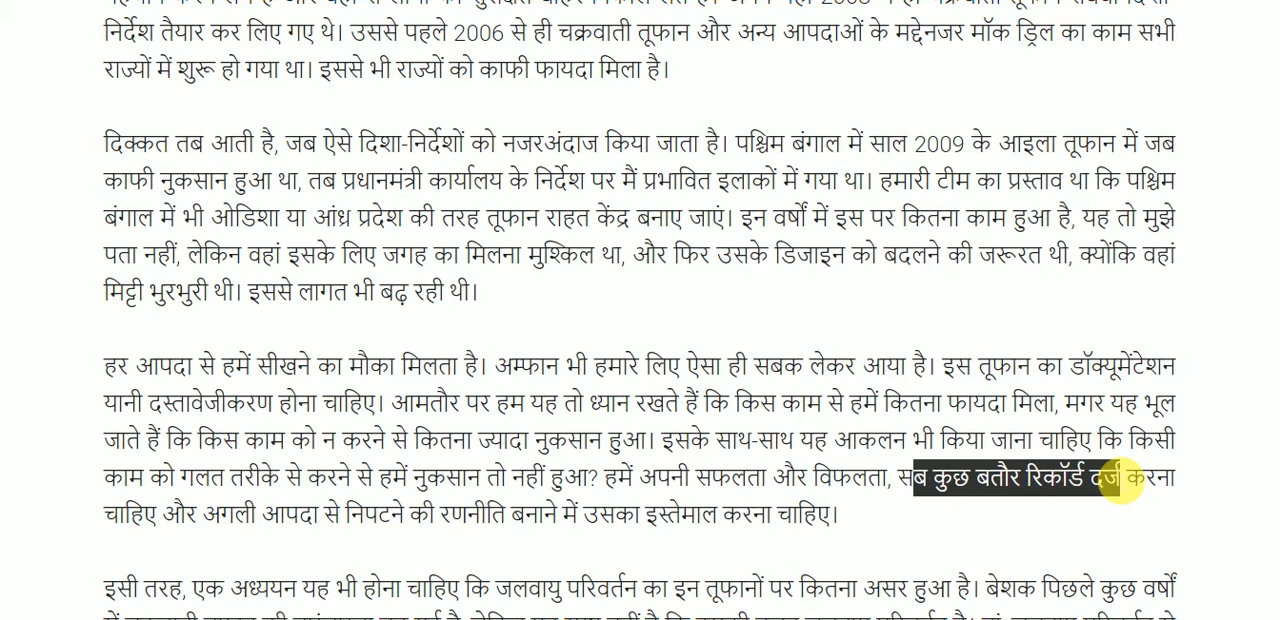 निर्देश तैयार कर लिए गए थे। उससे पहले 2006 से ही चक्रवाती तूफान और अन्य आपदाओं के मद्देनजर मॉक ड्रिल का काम सभी
राज्यों में शुरू हो गया था। इससे भी राज्यों को काफी फायदा मिला है।
दिक्कत तब आती है, जब ऐसे दिशा-निर्देशों को नजरअंदाज किया जाता है। पश्चिम बंगाल में साल 2009 के आइला तूफान में जब
काफी नुकसान हुआ था, तब प्रधानमंत्री कार्यालय के निर्देश पर मैं प्रभावित इलाकों में गया था। हमारी टीम का प्रस्ताव था कि पश्चिम
बंगाल में भी ओडिशा या आंध्र प्रदेश की तरह तूफान राहत केंद्र बनाए जाएं। इन वर्षों में इस पर कितना काम हुआ है, यह तो मुझे
पता नहीं, लेकिन वहां इसके लिए जगह का मिलना मुश्किल था, और फिर उसके डिजाइन को बदलने की जरूरत थी, क्योंकि वहां
मिट्टी भुरभुरी थी। इससे लागत भी बढ़ रही थी।
हर आपदा से हमें सीखने का मौका मिलता है। अम्फान भी हमारे लिए ऐसा ही सबक लेकर आया है। इस तूफान का डॉक्यूमेंटेशन
यानी दस्तावेजीकरण होना चाहिए। आमतौर पर हम यह तो ध्यान रखते हैं कि किस काम से हमें कितना फायदा मिला, मगर यह भूल
जाते हैं कि किस काम को न करने से कितना ज्यादा नुकसान हुआ। इसके साथ-साथ यह आकलन भी किया जाना चाहिए कि किसी
काम को गलत तरीके से करने से हमें नुकसान तो नहीं हुआ? हमें अपनी सफलता और विफलता, सब कुछ बतौर रिकॉर्ड दर्ज करना
चाहिए और अगली आपदा से निपटने की रणनीति बनाने में उसका इस्तेमाल करना चाहिए।
इसी तरह, एक अध्ययन यह भी होना चाहिए कि जलवायु परिवर्तन का इन तूफानों पर कितना असर हुआ है। बेशक पिछले कुछ वर्षों